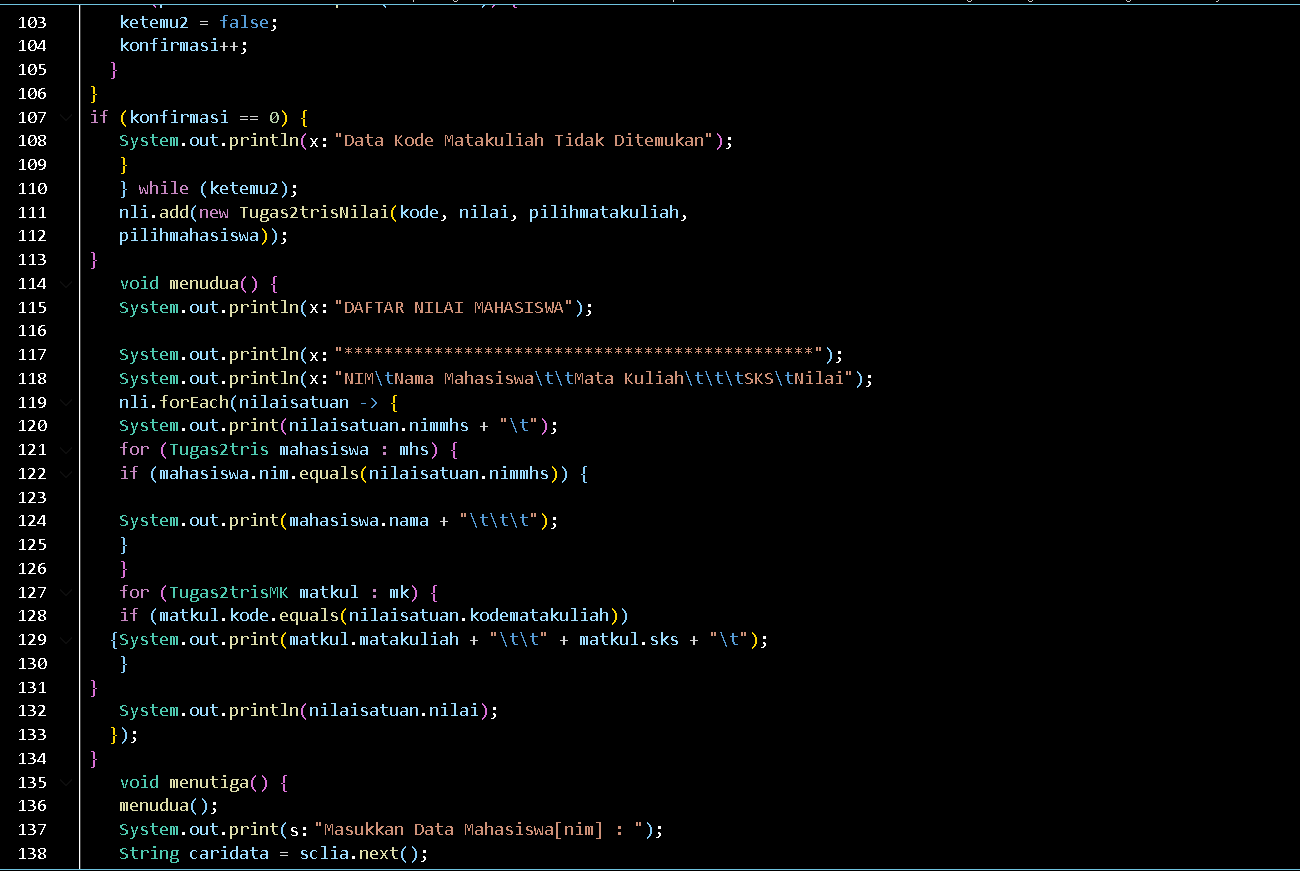 103 ketemu2 = false;
104 konfirmasi++;
105 }
106 }
107 if (konfirmasi == 0) {
108 System.out.println(x: "Data Kode Matakuliah Tidak Ditemukan");
109 }
110 } while (ketemu2);
111 nli.add(new Tugas2trisNilai(kode, nilai, pilihmatakuliah,
112 pilihmahasiswa));
113 }
114 void menudua() {
115 System.out.println(x: "DAFTAR NILAI MAHASISWA");
116
117 System.out.println(x: "***********************************************");
118 System.out.println(x: "NIM\tNama Mahasiswa\t\tMata Kuliah\t\t\tSKS\tNilai");
119 nli.forEach(nilaisatuan -> {
120 System.out.print(nilaisatuan.nimmhs + "\t");
121 for (Tugas2tris mahasiswa : mhs) {
122 if (mahasiswa.nim.equals(nilaisatuan.nimmhs)) {
123
124 System.out.print(mahasiswa.nama + "\t\t\t");
125 }
126 }
127 for (Tugas2trisMK matkul : mk) {
128 if (matkul.kode.equals(nilaisatuan.kodematakuliah))
129 {System.out.print(matkul.matakuliah + "\t\t" + matkul.sks + "\t");
130 }
131 }
132 System.out.println(nilaisatuan.nilai);
133 });
134 }
135 void menutiga() {
136 menudua();
137 System.out.print(s: "Masukkan Data Mahasiswa[nim] : ");
138 String caridata = sclia.next();